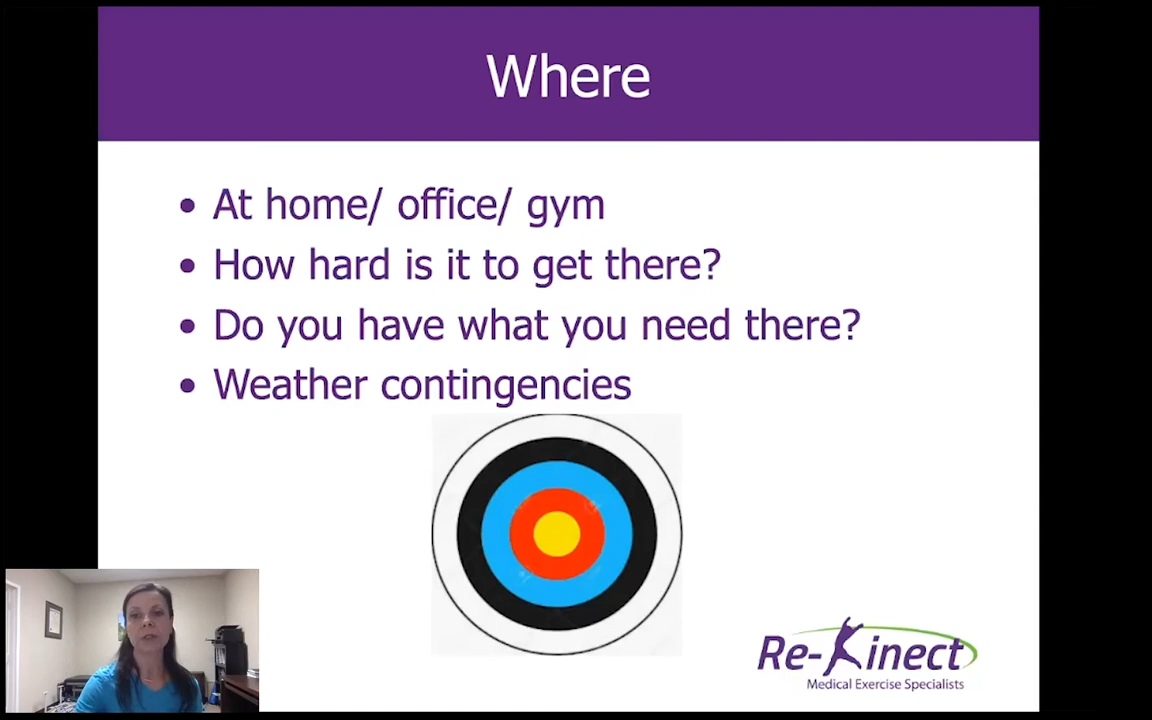 Where
• At home/ office/ gym
• How hard is it to get there?
• Do you have what you need there?
• Weather contingencies
Re-Kinect
Medical Exercise Specialists